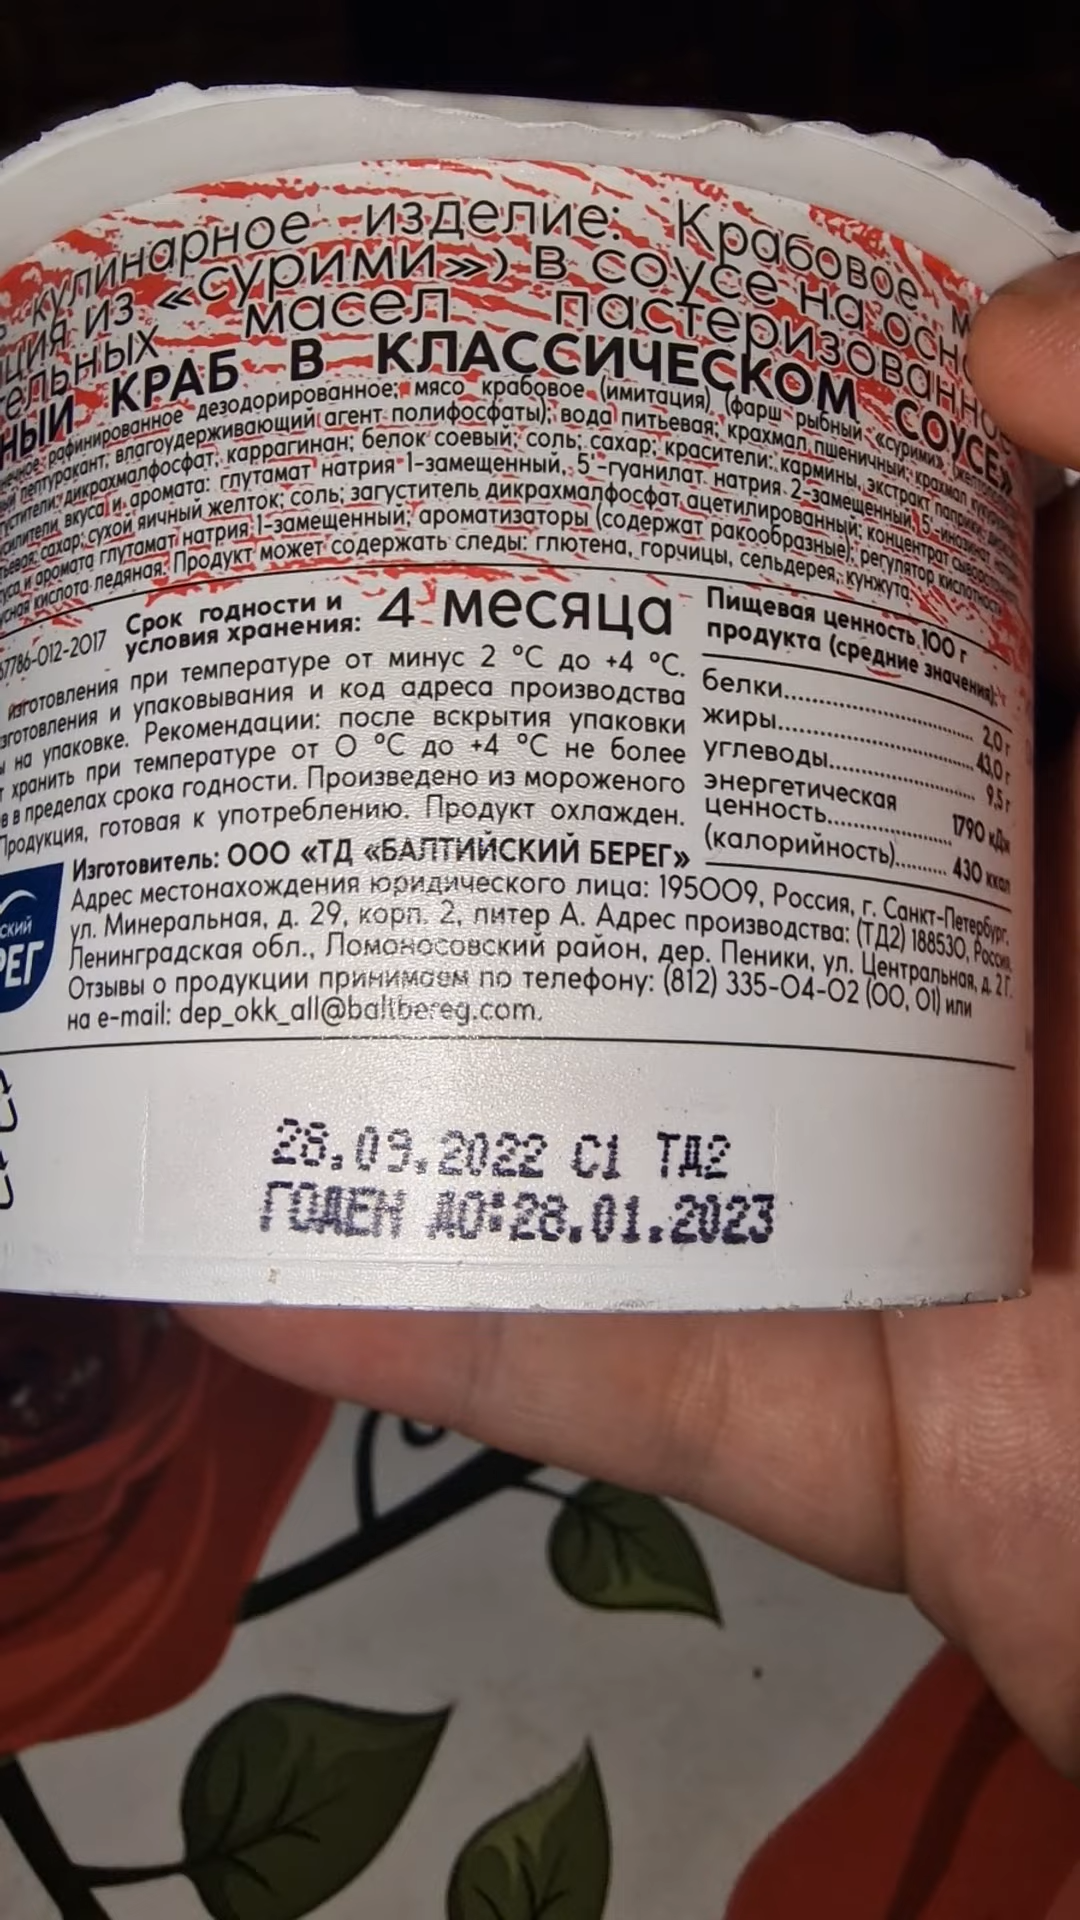 кулинарное изделие: Крабовое
из «сурими») в соусе на
масел пастеризованно
НЫЙ КРАБ В КЛАССИЧЕСКОМ СОУСЕ»
рафинированное дезодорированное; мясо крабовое (имитация) (фарш рыбный «сурими»
влагоудерживающий агент полифосфаты); вода питьевая; крахмал пшеничный; крахмал
дикрахмалфосфат, каррагинан; белок соевый; соль; сахар; красители: кармины, экстракт паприки,
вкуса и аромата: глутамат натрия 1-замещенный, 5'-гуанилат натрия 2-замещенный, 5'-инозинат
сахар; сухой яичный желток; соль; загуститель дикрахмалфосфат ацетилированный; концентрат
и аромата глутамат натрия 1-замещенный; ароматизаторы (содержат ракообразные); регулятор кислотности
кислота ледяная. Продукт может содержать следы: глютена, горчицы, сельдерея, кунжута.
67786-012-2017
Срок годности и
условия хранения: 4 месяца
изготовления при температуре от минус 2 °С до +4 °С.
изготовления и упаковывания и код адреса производства
на упаковке. Рекомендации: после вскрытия упаковки
хранить при температуре от 0 °С до +4 °С не более
в пределах срока годности. Произведено из мороженого
Продукция, готовая к употреблению. Продукт охлажден.
Пищевая ценность 100 г
продукта (средние значения):
белки.......... 2,0 г
жиры.......... 43,0 г
углеводы.......... 9,5 г
энергетическая
ценность.......... 1790 кДж
(калорийность)........ 430 ккал
Изготовитель: ООО «ТД «БАЛТИЙСКИЙ БЕРЕГ»
Адрес местонахождения юридического лица: 195009, Россия, г. Санкт-Петербург,
ул. Минеральная, д. 29, корп. 2, литер А. Адрес производства: (ТД2) 188530, Россия,
Ленинградская обл., Ломоносовский район, дер. Пеники, ул. Центральная, д. 2 Г.
Отзывы о продукции принимаем по телефону: (812) 335-04-02 (00, 01) или
на e-mail: dep_okk_all@baltbereg.com.
28.09.2022 С1 ТД2
ГОДЕН ДО:28.01.2023